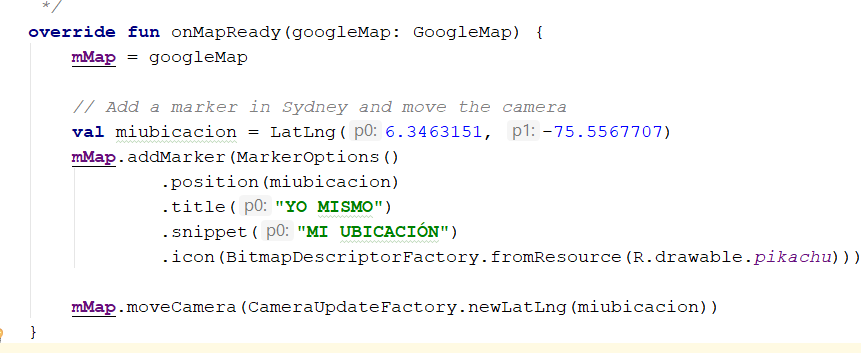 */
override fun onMapReady(googleMap: GoogleMap) {
mMap = googleMap
// Add a marker in Sydney and move the camera
val miubicacion = LatLng( p0: 6.3463151, p1: -75.5567707)
mMap.addMarker(MarkerOptions()
.position(miubicacion)
.title( p0: "YO MISMO")
.snippet( p0: "MI UBICACIÓN")
.icon(BitmapDescriptorFactory.fromResource(R.drawable.pikachu)))
mMap.moveCamera(CameraUpdateFactory.newLatLng(miubicacion))
}